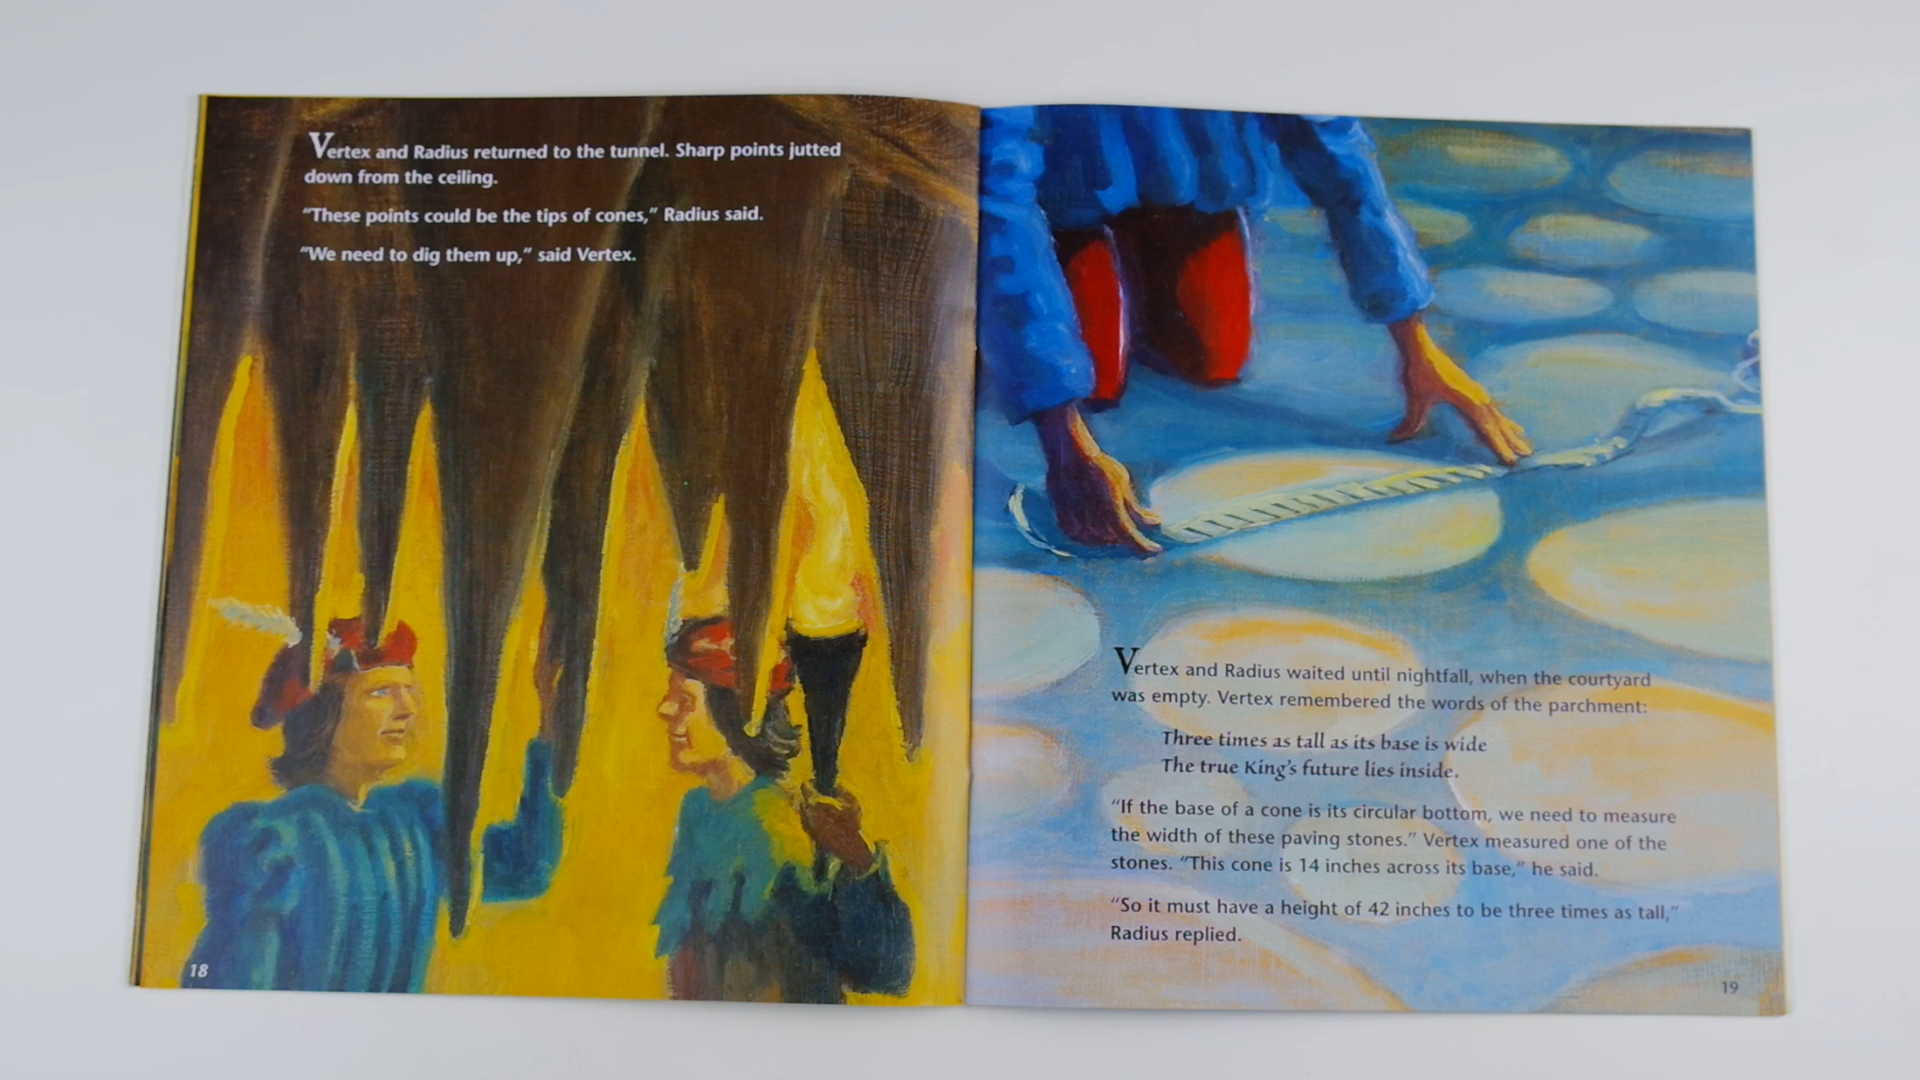 Vertex and Radius returned to the tunnel. Sharp points jutted
down from the ceiling.
“These points could be the tips of cones,” Radius said.
“We need to dig them up,” said Vertex.
18
Vertex and Radius waited until nightfall, when the courtyard
was empty. Vertex remembered the words of the parchment:
Three times as tall as its base is wide
The true King’s future lies inside.
“If the base of a cone is its circular bottom, we need to measure
the width of these paving stones.” Vertex measured one of the
stones. “This cone is 14 inches across its base,” he said.
“So it must have a height of 42 inches to be three times as tall,”
Radius replied.
19